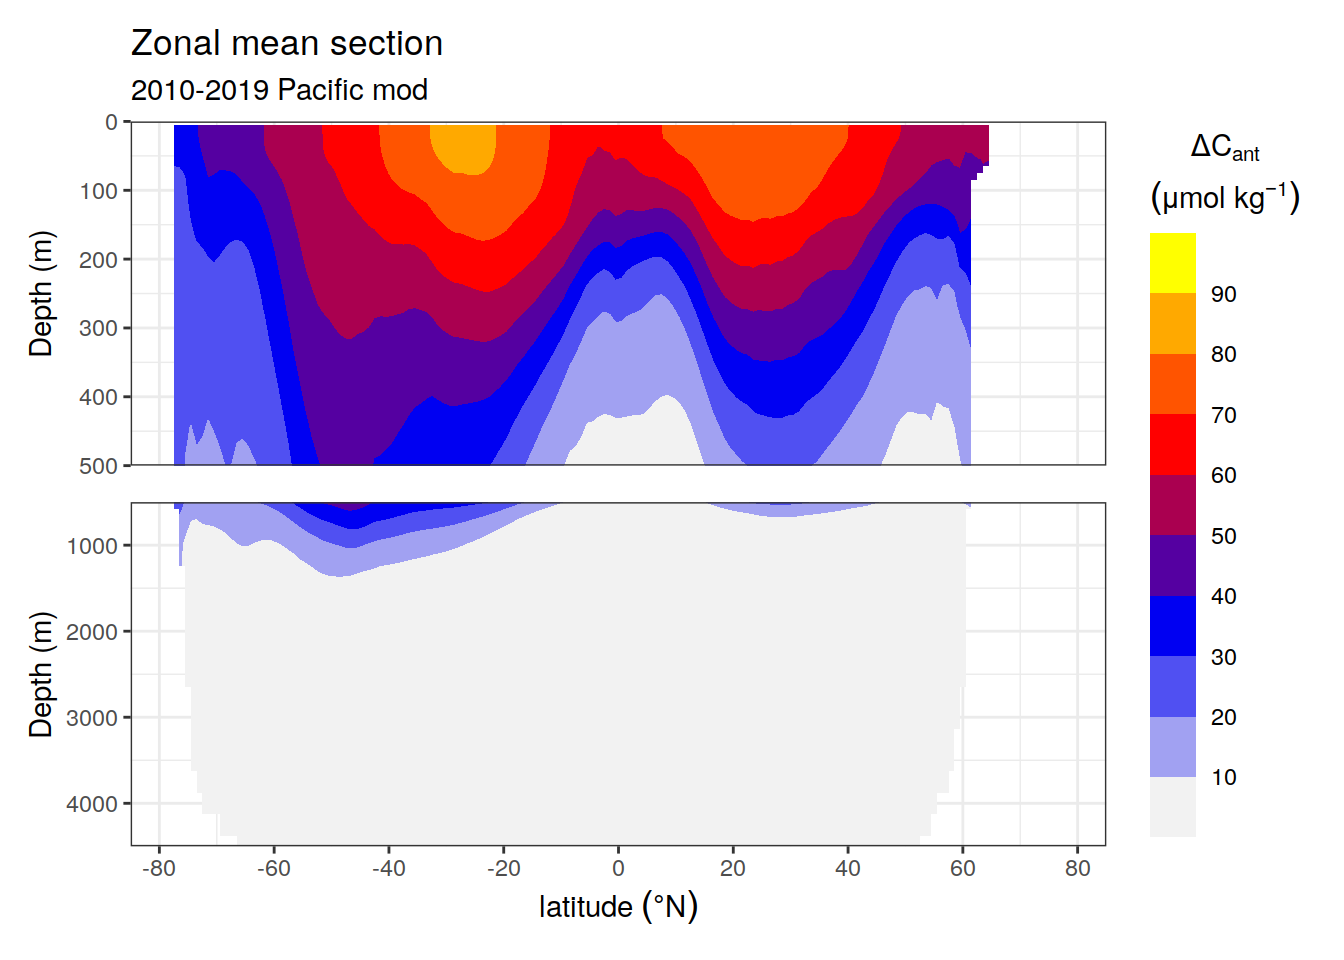 Zonal mean section
2010-2019 Pacific mod
Depth (m)
0
100
200
300
400
500
Depth (m)
1000
2000
3000
4000
-80 -60 -40 -20 0 20 40 60 80
latitude (°N)
ΔCant
(μmol kg⁻¹)
90
80
70
60
50
40
30
20
10